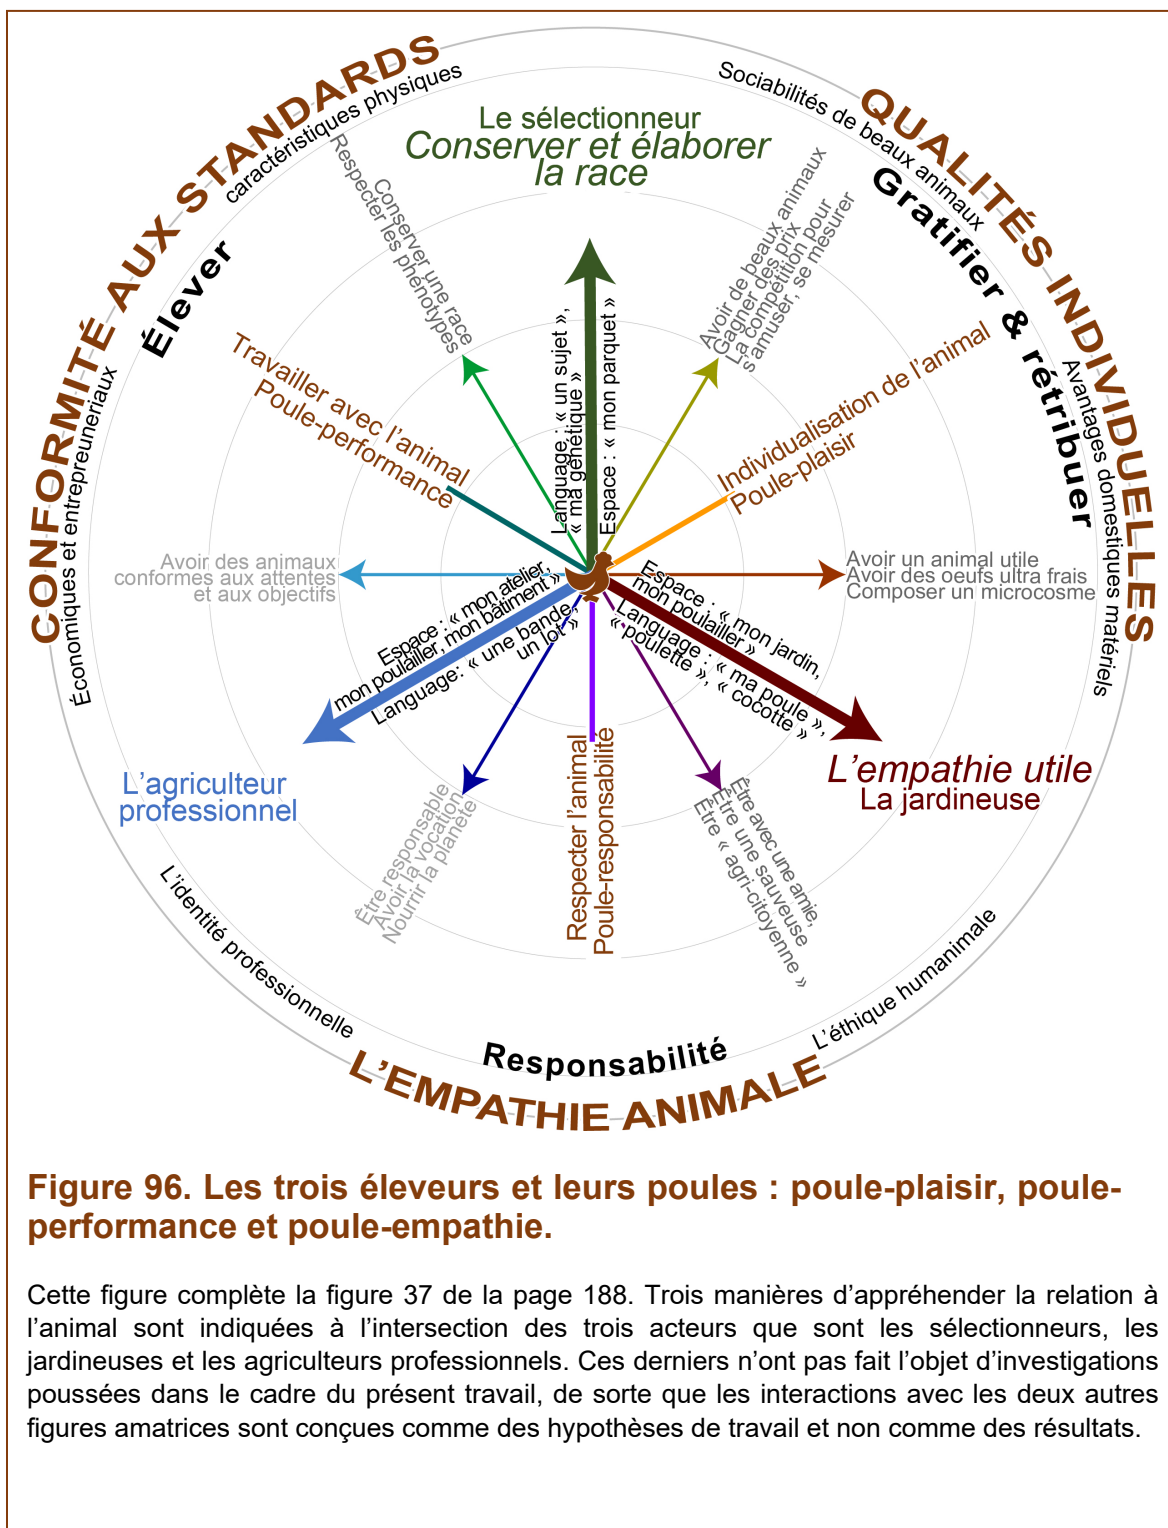 CONFORMITÉ AUX STANDARDS
caractéristiques physiques
Économiques et entrepreuneriaux
Élever
QUALITÉS INDIVIDUELLES
Sociabilités de beaux animaux
Avantages domestiques matériels
Gratifier & rétribuer
Le sélectionneur
Conserver et élaborer
la race
Conserver une race
Respecter les phénotypes
Avoir de beaux animaux
Gagner des prix
La compétition pour
s'amuser, se mesurer
Travailler avec l'animal
Poule-performance
Language : « un sujet »,
« ma génétique »
Espace : « mon parquet »
Individualisation de l'animal
Poule-plaisir
Avoir des animaux
conformes aux attentes
et aux objectifs
Avoir un animal utile
Avoir des oeufs ultra frais
Composer un microcosme
Espace : « mon atelier,
mon poulailler, mon bâtiment »
Language: « une bande,
un lot »
Espace : « mon jardin,
mon poulailler »
Language : « ma poule »,
« poulette », « cocotte »
L'agriculteur
professionnel
L'empathie utile
La jardineuse
Être responsable
Avoir la vocation
Nourrir la planète
Respecter l'animal
Poule-responsabilité
Être avec une amie,
Être une sauveuse
Être « agri-citoyenne »
L'identité professionnelle
L'éthique humanimale
Responsabilité
L'EMPATHIE ANIMALE
Figure 96. Les trois éleveurs et leurs poules : poule-plaisir, poule-
performance et poule-empathie.
Cette figure complète la figure 37 de la page 188. Trois manières d'appréhender la relation à
l'animal sont indiquées à l'intersection des trois acteurs que sont les sélectionneurs, les
jardineuses et les agriculteurs professionnels. Ces derniers n'ont pas fait l'objet d'investigations
poussées dans le cadre du présent travail, de sorte que les interactions avec les deux autres
figures amatrices sont conçues comme des hypothèses de travail et non comme des résultats.